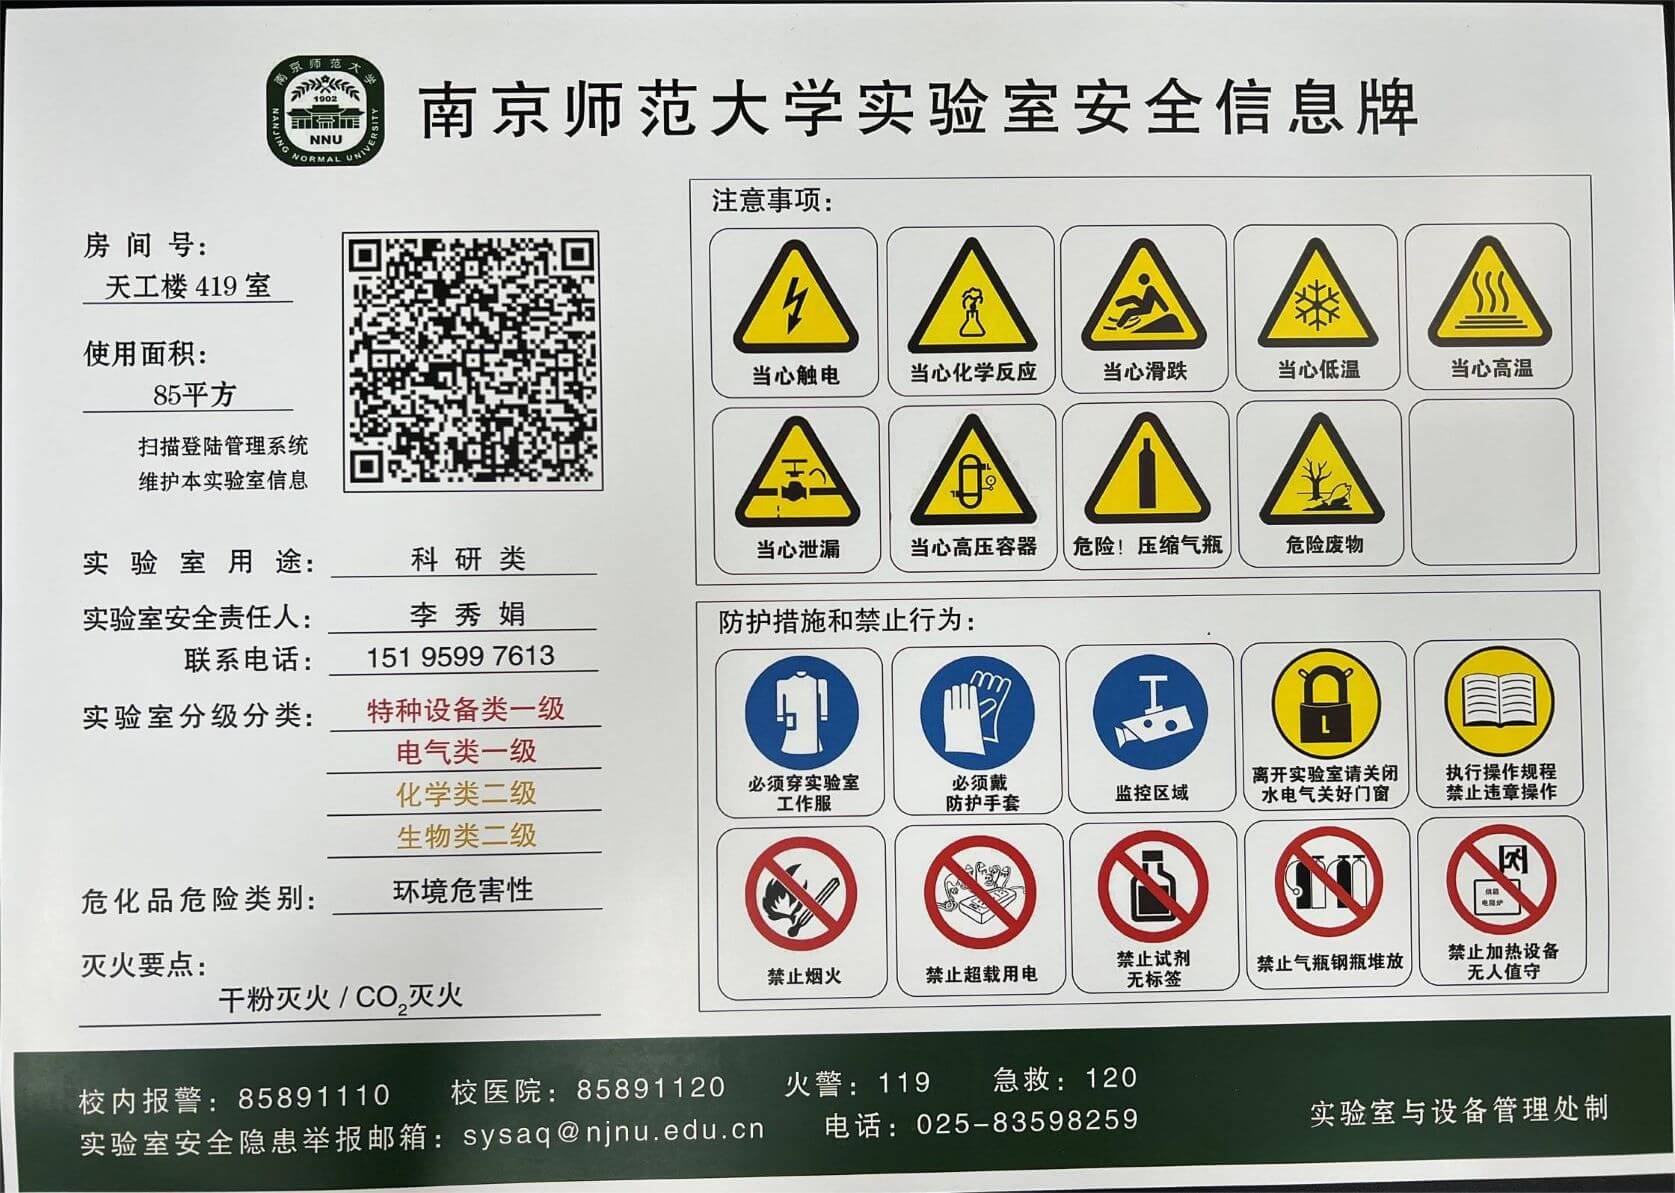 南京师范大学
1902
NNU
NANJING NORMAL UNIVERSITY
南京师范大学实验室安全信息牌
房间号：
天工楼 419 室
使用面积：
85平方
扫描登陆管理系统
维护本实验室信息
实验室用途： 科研类
实验室安全责任人： 李秀娟
联系电话： 151 9599 7613
实验室分级分类： 特种设备类一级
电气类一级
化学类二级
生物类二级
危化品危险类别： 环境危害性
灭火要点：
干粉灭火 / CO₂灭火
注意事项：
当心触电 当心化学反应 当心滑跌 当心低温 当心高温
当心泄漏 当心高压容器 危险！压缩气瓶 危险废物
防护措施和禁止行为：
L
必须穿实验室
工作服
必须戴
防护手套
监控区域
离开实验室请关闭
水电气关好门窗
执行操作规程
禁止违章操作
烘箱
电阻炉
禁止烟火
禁止超载用电
禁止试剂
无标签
禁止气瓶钢瓶堆放
禁止加热设备
无人值守
校内报警：85891110 校医院：85891120 火警：119 急救：120
实验室安全隐患举报邮箱：sysaq@njnu.edu.cn 电话：025-83598259
实验室与设备管理处制